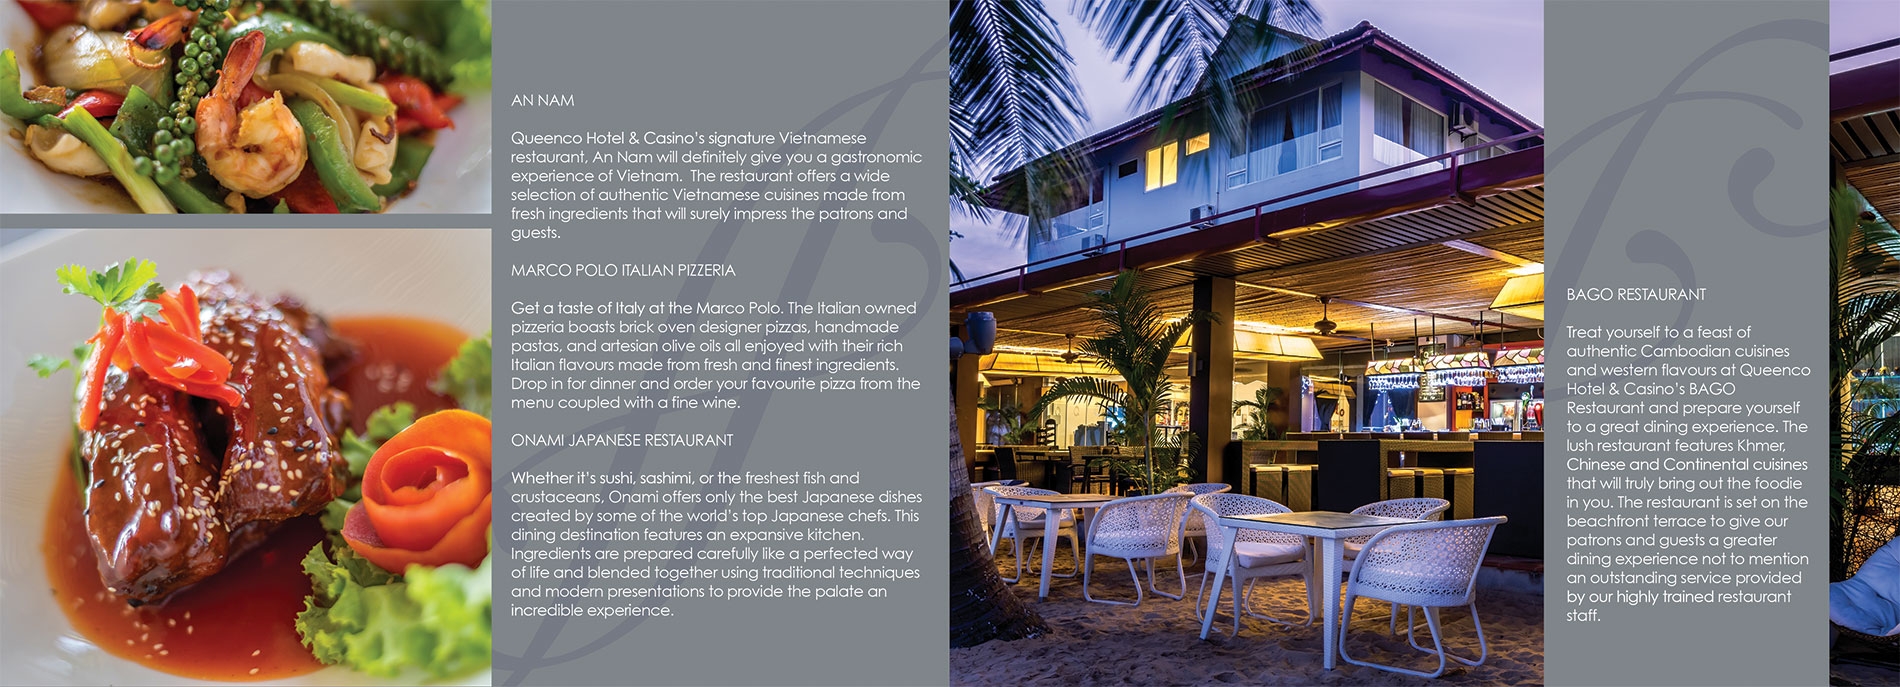 AN NAM
Queenco Hotel & Casino's signature Vietnamese
restaurant, An Nam will definitely give you a gastronomic
experience of Vietnam.  The restaurant offers a wide
selection of authentic Vietnamese cuisines made from
fresh ingredients that will surely impress the patrons and
guests.
MARCO POLO ITALIAN PIZZERIA
Get a taste of Italy at the Marco Polo. The Italian owned
pizzeria boasts brick oven designer pizzas, handmade
pastas, and artesian olive oils all enjoyed with their rich
Italian flavours made from fresh and finest ingredients.
Drop in for dinner and order your favourite pizza from the
menu coupled with a fine wine.
ONAMI JAPANESE RESTAURANT
Whether it's sushi, sashimi, or the freshest fish and
crustaceans, Onami offers only the best Japanese dishes
created by some of the world's top Japanese chefs. This
dining destination features an expansive kitchen.
Ingredients are prepared carefully like a perfected way
of life and blended together using traditional techniques
and modern presentations to provide the palate an
incredible experience.
BAGO RESTAURANT
Treat yourself to a feast of
authentic Cambodian cuisines
and western flavours at Queenco
Hotel & Casino's BAGO
Restaurant and prepare yourself
to a great dining experience. The
lush restaurant features Khmer,
Chinese and Continental cuisines
that will truly bring out the foodie
in you. The restaurant is set on the
beachfront terrace to give our
patrons and guests a greater
dining experience not to mention
an outstanding service provided
by our highly trained restaurant
staff.